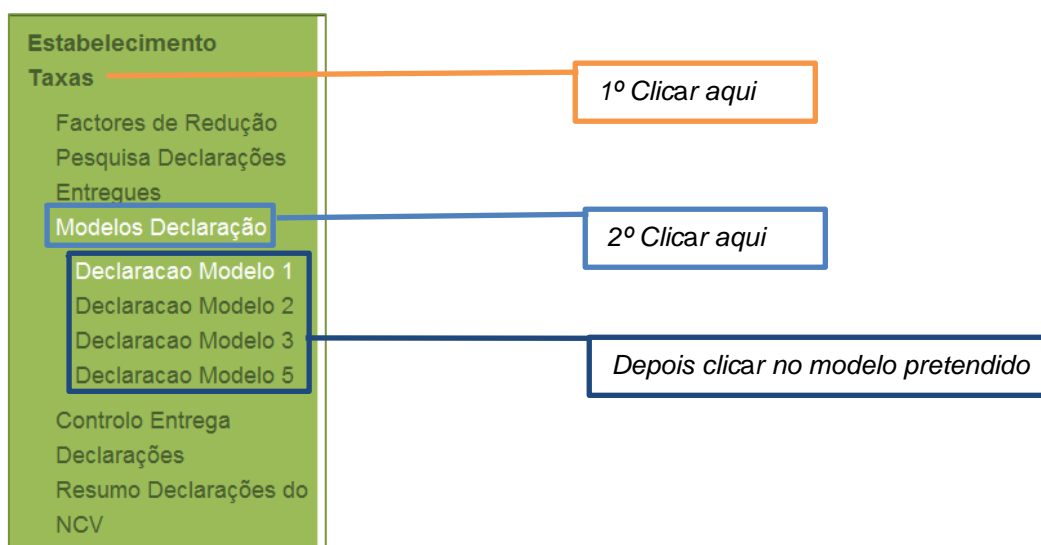 Estabelecimento
Taxas
1º Clicar aqui
Factores de Redução
Pesquisa Declarações
Entregues
Modelos Declaração
2º Clicar aqui
Declaracao Modelo 1
Declaracao Modelo 2
Declaracao Modelo 3
Declaracao Modelo 5
Depois clicar no modelo pretendido
Controlo Entrega
Declarações
Resumo Declarações do
NCV